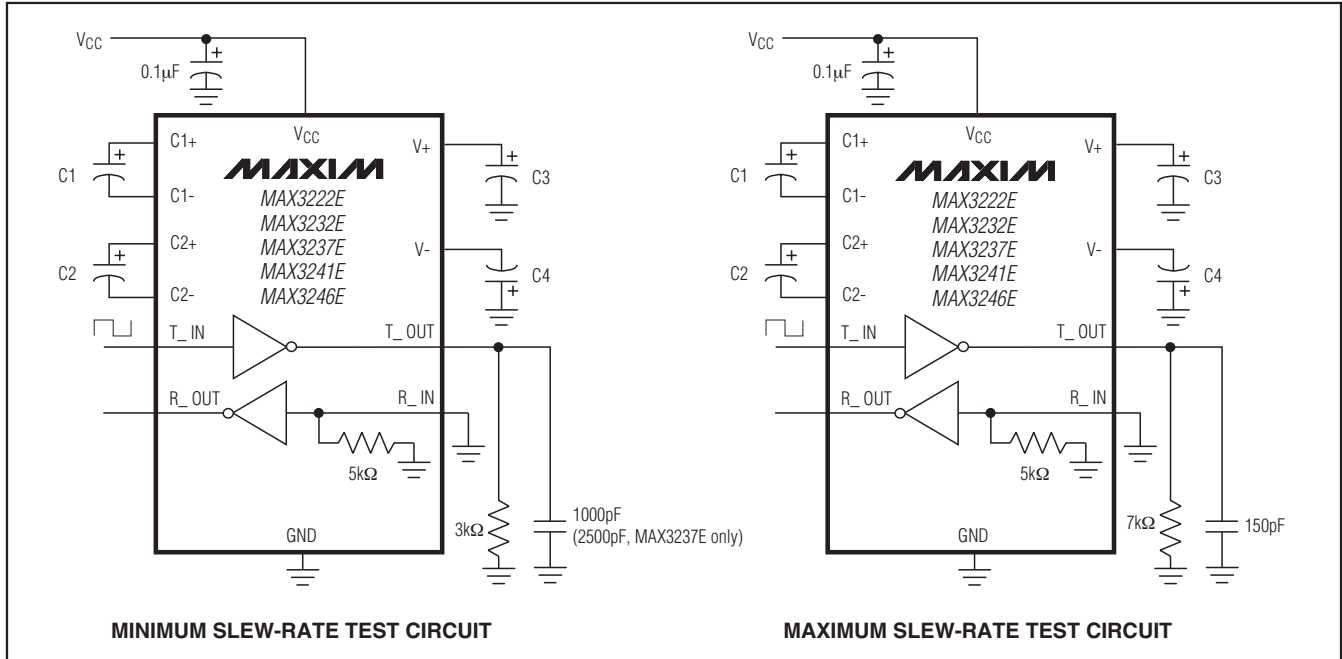 VCC
0.1µF
+
C1+
VCC
V+
+
C1
+
C3
C1-
MAXIM
MAX3222E
MAX3232E
MAX3237E
MAX3241E
MAX3246E
C2+
V-
+
C2
C4
C2-
+
T_ IN
T_ OUT
R_ OUT
R_ IN
5kΩ
3kΩ
1000pF
(2500pF, MAX3237E only)
GND
MINIMUM SLEW-RATE TEST CIRCUIT
VCC
0.1µF
+
C1+
VCC
V+
+
C1
+
C3
C1-
MAXIM
MAX3222E
MAX3232E
MAX3237E
MAX3241E
MAX3246E
C2+
V-
+
C2
C4
C2-
+
T_ IN
T_ OUT
R_ OUT
R_ IN
5kΩ
7kΩ
150pF
GND
MAXIMUM SLEW-RATE TEST CIRCUIT